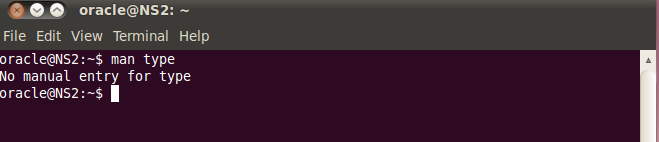 oracle@NS2: ~
File Edit View Terminal Help
oracle@NS2:~$ man type
No manual entry for type
oracle@NS2:~$